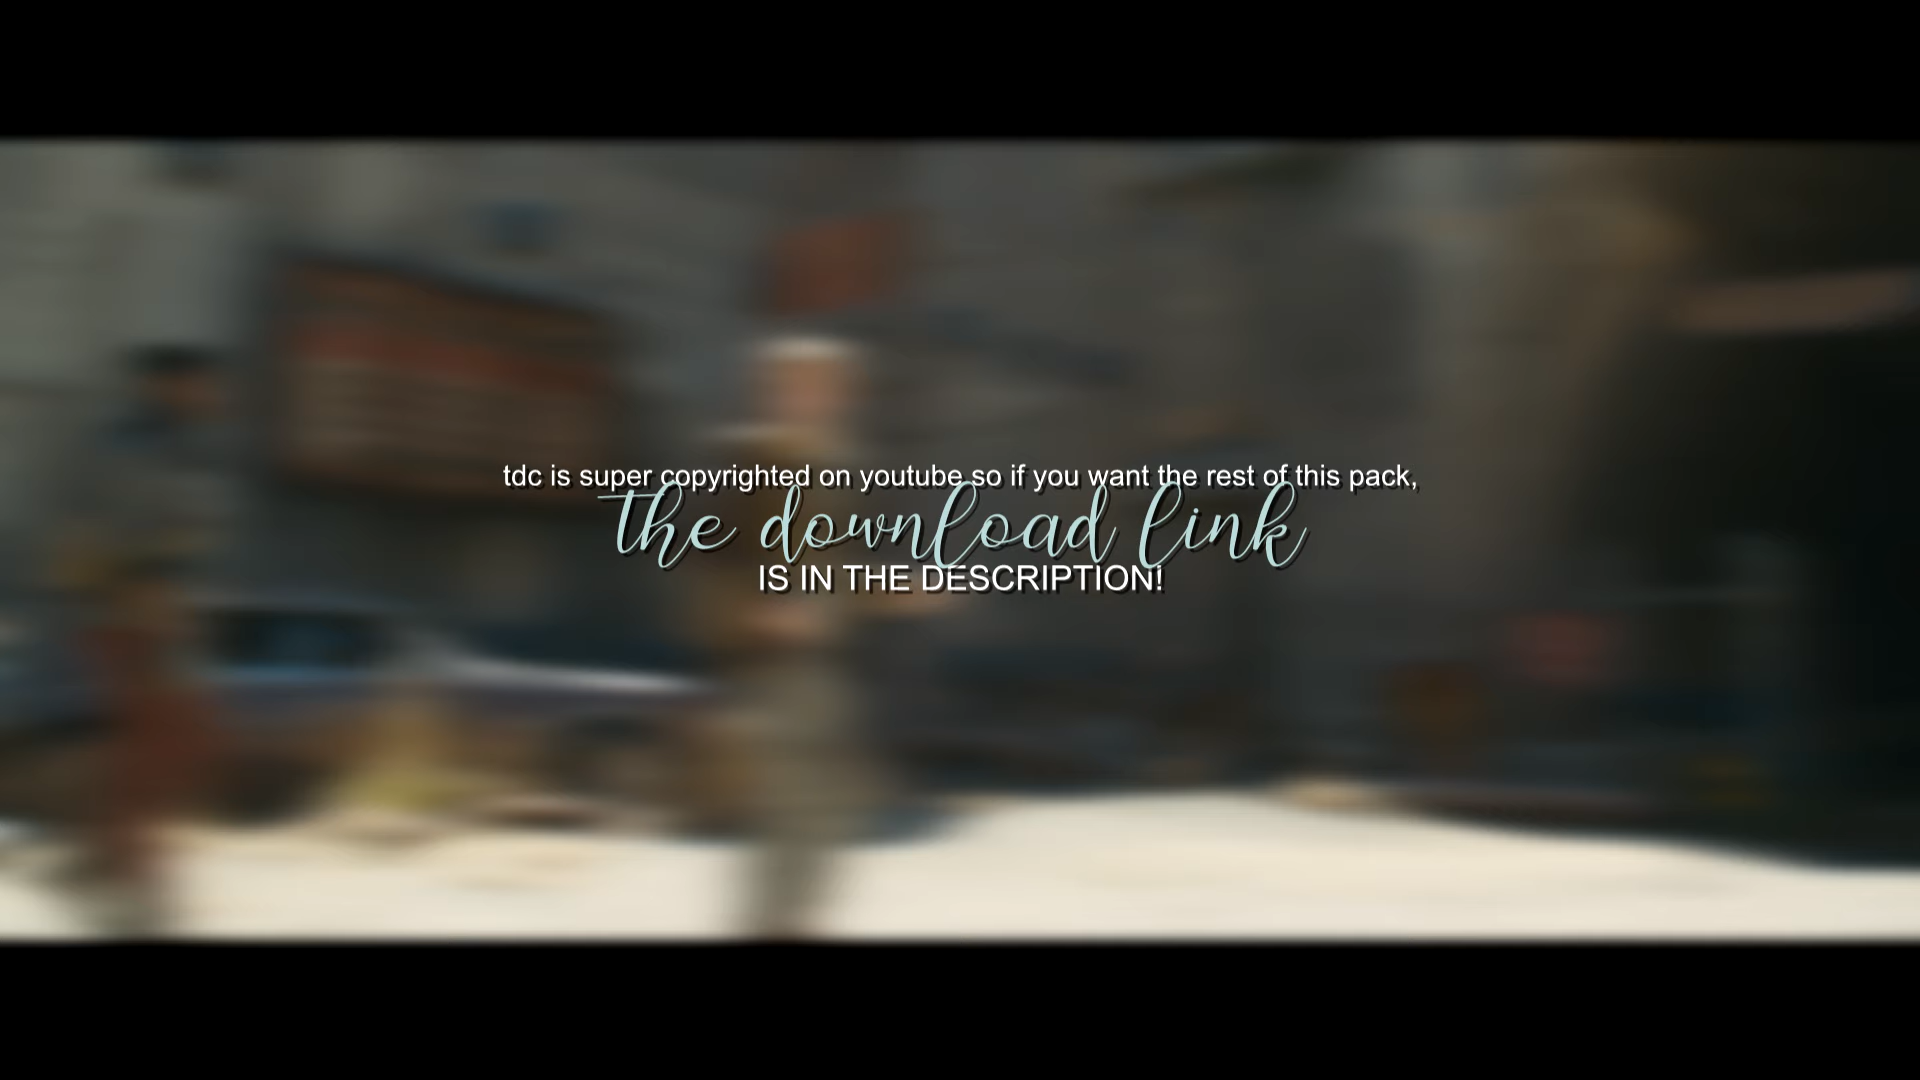 tdc is super copyrighted on youtube so if you want the rest of this pack,
the download link
IS IN THE DESCRIPTION!